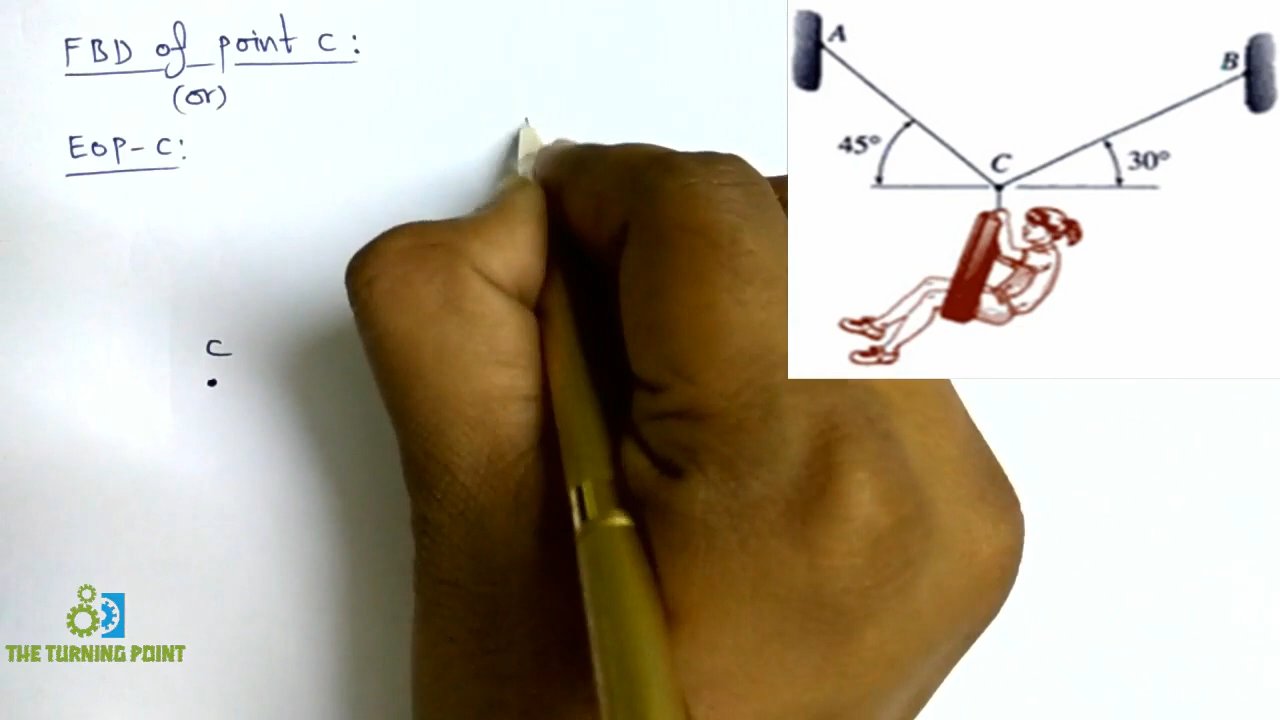 FBD of point C:
(or)
EOP-C:
C
A
B
45°
C
30°
THE TURNING POINT